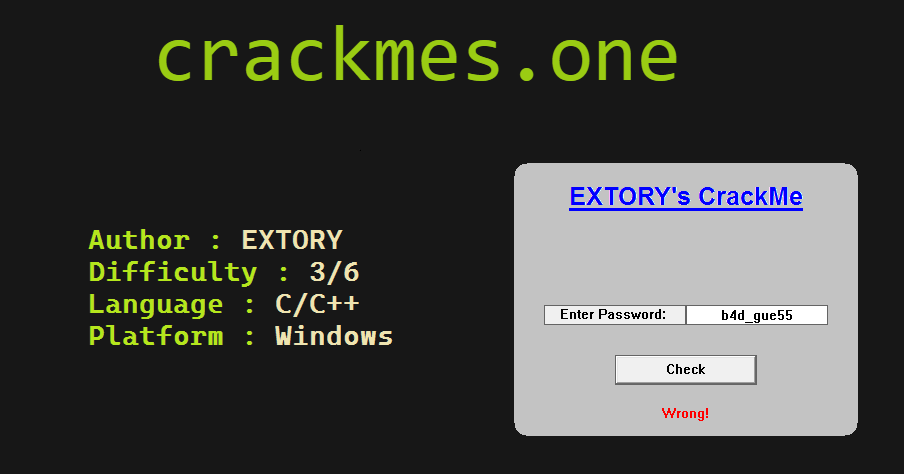 crackmes.one
EXTORY's CrackMe
Author : EXTORY
Difficulty : 3/6
Language : C/C++
Platform : Windows
Enter Password: b4d_gue55
Check
Wrong!